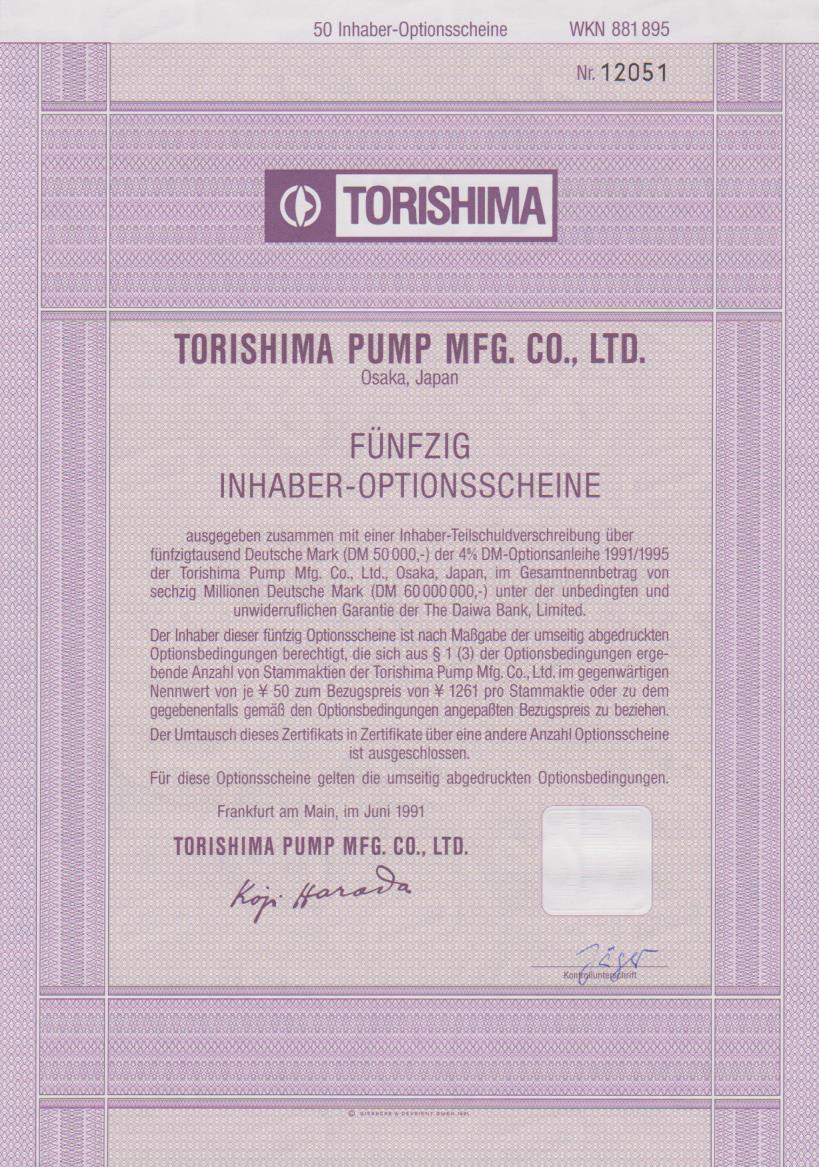 50 Inhaber-Optionsscheine WKN 881 895
Nr. 12051
TORISHIMA
TORISHIMA PUMP MFG. CO., LTD.
Osaka, Japan
FÜNFZIG
INHABER-OPTIONSSCHEINE
ausgegeben zusammen mit einer Inhaber-Teilschuldverschreibung über
fünfzigtausend Deutsche Mark (DM 50 000,-) der 4% DM-Optionsanleihe 1991/1995
der Torishima Pump Mfg. Co., Ltd., Osaka, Japan, im Gesamtnennbetrag von
sechzig Millionen Deutsche Mark (DM 60 000 000,-) unter der unbedingten und
unwiderruflichen Garantie der The Daiwa Bank, Limited.
Der Inhaber dieser fünfzig Optionsscheine ist nach Maßgabe der umseitig abgedruckten
Optionsbedingungen berechtigt, die sich aus § 1 (3) der Optionsbedingungen erge-
bende Anzahl von Stammaktien der Torishima Pump Mfg. Co., Ltd. im gegenwärtigen
Nennwert von je ¥ 50 zum Bezugspreis von ¥ 1261 pro Stammaktie oder zu dem
gegebenenfalls gemäß den Optionsbedingungen angepaßten Bezugspreis zu beziehen.
Der Umtausch dieses Zertifikats in Zertifikate über eine andere Anzahl Optionsscheine
ist ausgeschlossen.
Für diese Optionsscheine gelten die umseitig abgedruckten Optionsbedingungen.
Frankfurt am Main, im Juni 1991
TORISHIMA PUMP MFG. CO., LTD.
Koji Harada
Jäger
Kontrollunterschrift
© GIESECKE & DEVRIENT GMBH 1991